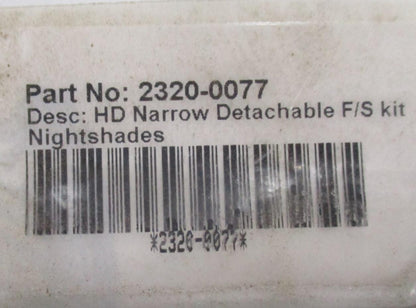 Part No: 2320-0077
Desc: HD Narrow Detachable F/S kit
Nightshades
*2320-0077*